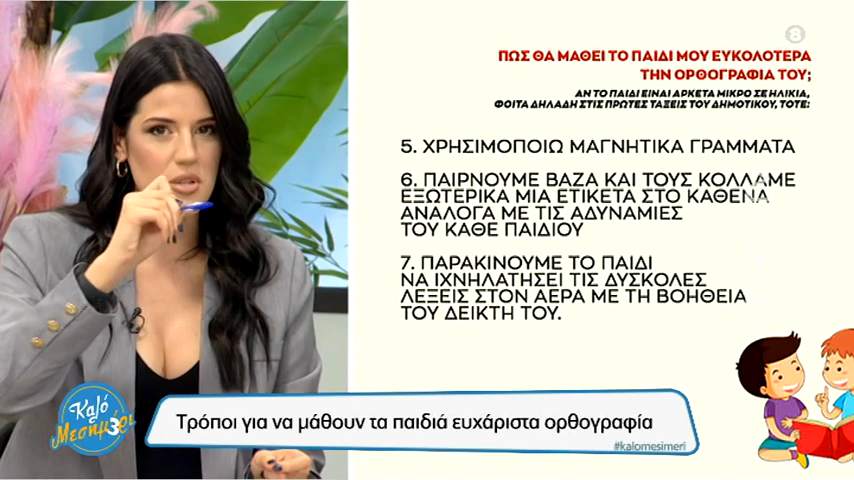 8
ΠΩΣ ΘΑ ΜΑΘΕΙ ΤΟ ΠΑΙΔΙ ΜΟΥ ΕΥΚΟΛΟΤΕΡΑ
ΤΗΝ ΟΡΘΟΓΡΑΦΙΑ ΤΟΥ;
ΑΝ ΤΟ ΠΑΙΔΙ ΕΙΝΑΙ ΑΡΚΕΤΑ ΜΙΚΡΟ ΣΕ ΗΛΙΚΙΑ,
ΦΟΙΤΑ ΔΗΛΑΔΗ ΣΤΙΣ ΠΡΩΤΕΣ ΤΑΞΕΙΣ ΤΟΥ ΔΗΜΟΤΙΚΟΥ, ΤΟΤΕ:
5. ΧΡΗΣΙΜΟΠΟΙΩ ΜΑΓΝΗΤΙΚΑ ΓΡΑΜΜΑΤΑ
6. ΠΑΙΡΝΟΥΜΕ ΒΑΖΑ ΚΑΙ ΤΟΥΣ ΚΟΛΛΑΜΕ
ΕΞΩΤΕΡΙΚΑ ΜΙΑ ΕΤΙΚΕΤΑ ΣΤΟ ΚΑΘΕΝΑ
ΑΝΑΛΟΓΑ ΜΕ ΤΙΣ ΑΔΥΝΑΜΙΕΣ
ΤΟΥ ΚΑΘΕ ΠΑΙΔΙΟΥ
7. ΠΑΡΑΚΙΝΟΥΜΕ ΤΟ ΠΑΙΔΙ
ΝΑ ΙΧΝΗΛΑΤΗΣΕΙ ΤΙΣ ΔΥΣΚΟΛΕΣ
ΛΕΞΕΙΣ ΣΤΟΝ ΑΕΡΑ ΜΕ ΤΗ ΒΟΗΘΕΙΑ
ΤΟΥ ΔΕΙΚΤΗ ΤΟΥ.
Καλό
Μεσημ3ρι
Τρόποι για να μάθουν τα παιδιά ευχάριστα ορθογραφία
#kalomesimeri